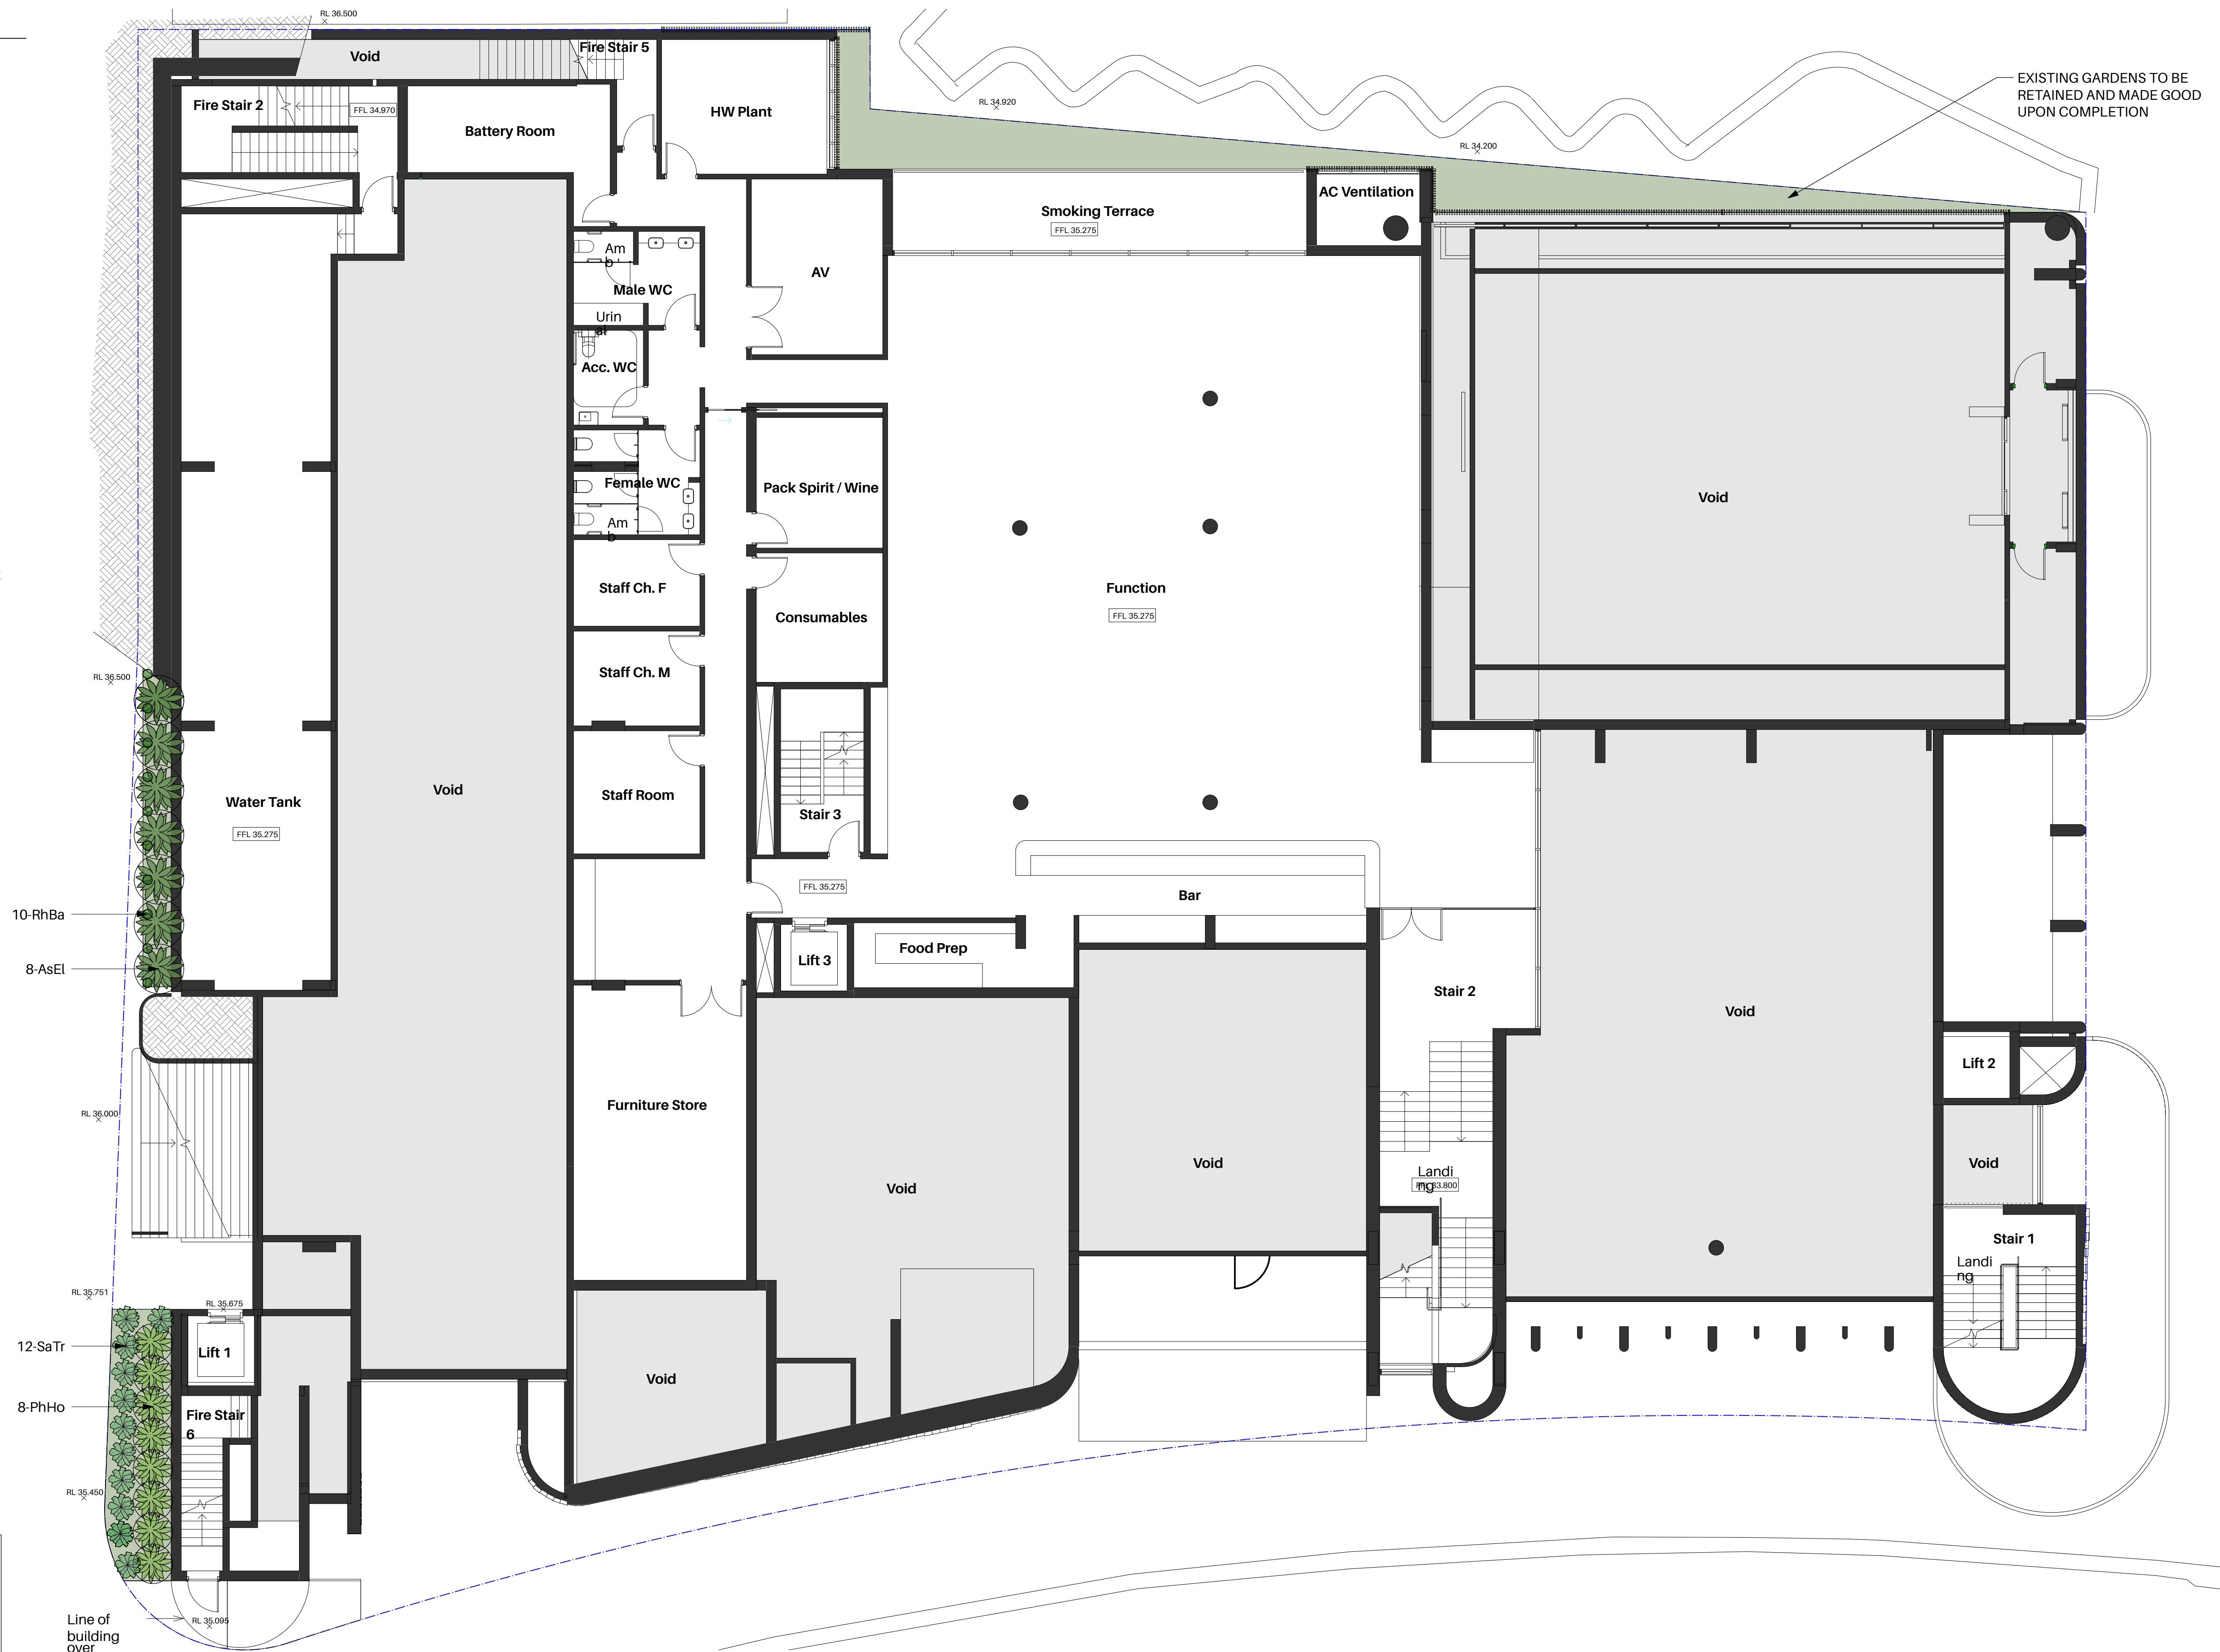 RL 36.500
Void
Fire Stair 5
Fire Stair 2
FFL 34.970
Battery Room
HW Plant
RL 34.920
RL 34.200
EXISTING GARDENS TO BE
RETAINED AND MADE GOOD
UPON COMPLETION
AC Ventilation
Smoking Terrace
FFL 35.275
Am
b
Male WC
AV
Urin
al
Acc. WC
Female WC
Pack Spirit / Wine
Void
Am
b
Staff Ch. F
Function
FFL 35.275
Consumables
Staff Ch. M
RL 36.500
Void
Staff Room
Water Tank
FFL 35.275
Stair 3
FFL 35.275
Bar
10-RhBa
Food Prep
Lift 3
8-AsEl
Stair 2
Void
Lift 2
Furniture Store
RL 36.000
Void
Void
Void
Landi
ng
FFL 33.800
Stair 1
Landi
ng
RL 35.751
RL 35.675
12-SaTr
Lift 1
Void
8-PhHo
Fire Stair
6
RL 35.450
Line of
building
over
RL 35.095